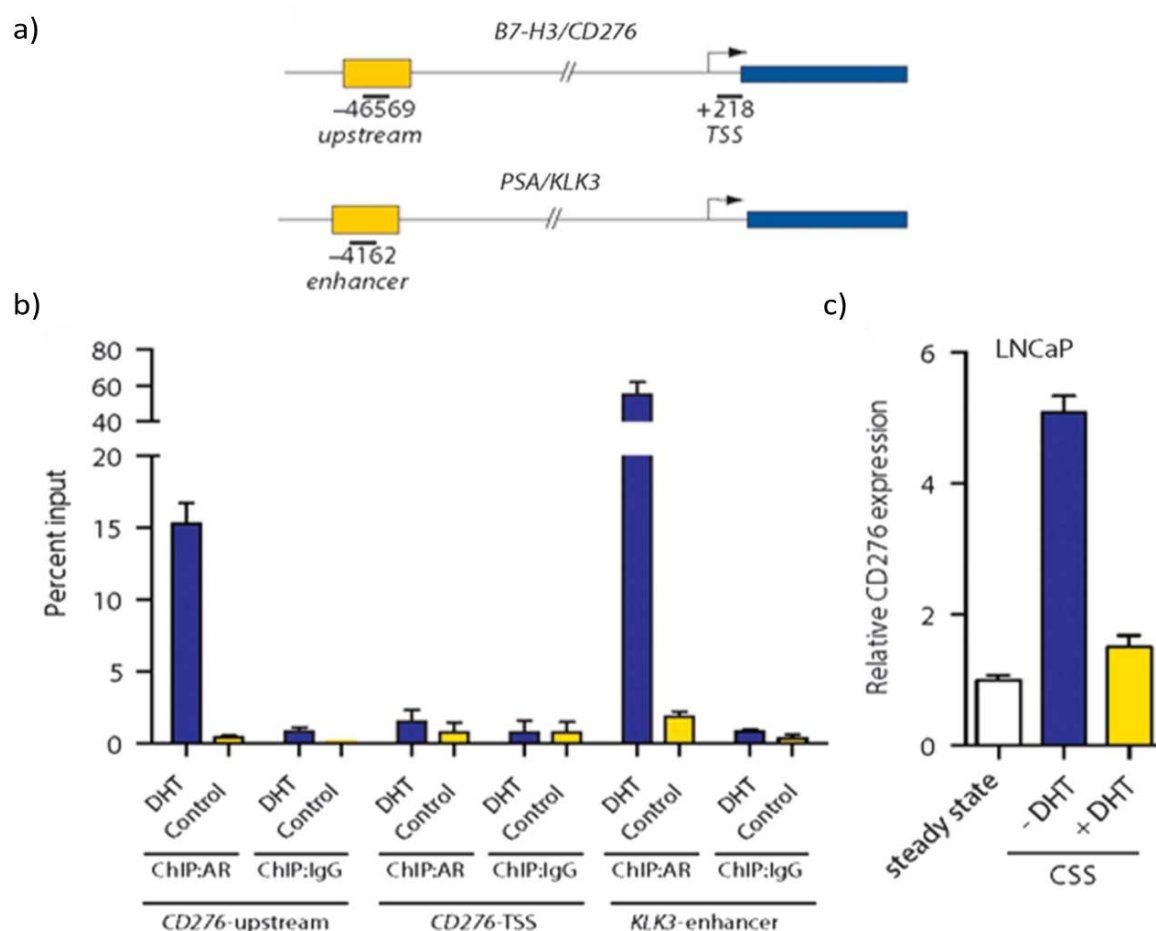 a)
B7-H3/CD276
–46569
upstream
+218
TSS
PSA/KLK3
–4162
enhancer
b)
80
60
40
20
15
10
5
0
Percent input
DHT
Control
DHT
Control
DHT
Control
DHT
Control
DHT
Control
DHT
Control
ChIP:AR
ChIP:IgG
ChIP:AR
ChIP:IgG
ChIP:AR
ChIP:IgG
CD276-upstream
CD276-TSS
KLK3-enhancer
c)
LNCaP
6
4
2
0
Relative CD276 expression
steady state
- DHT
+ DHT
CSS